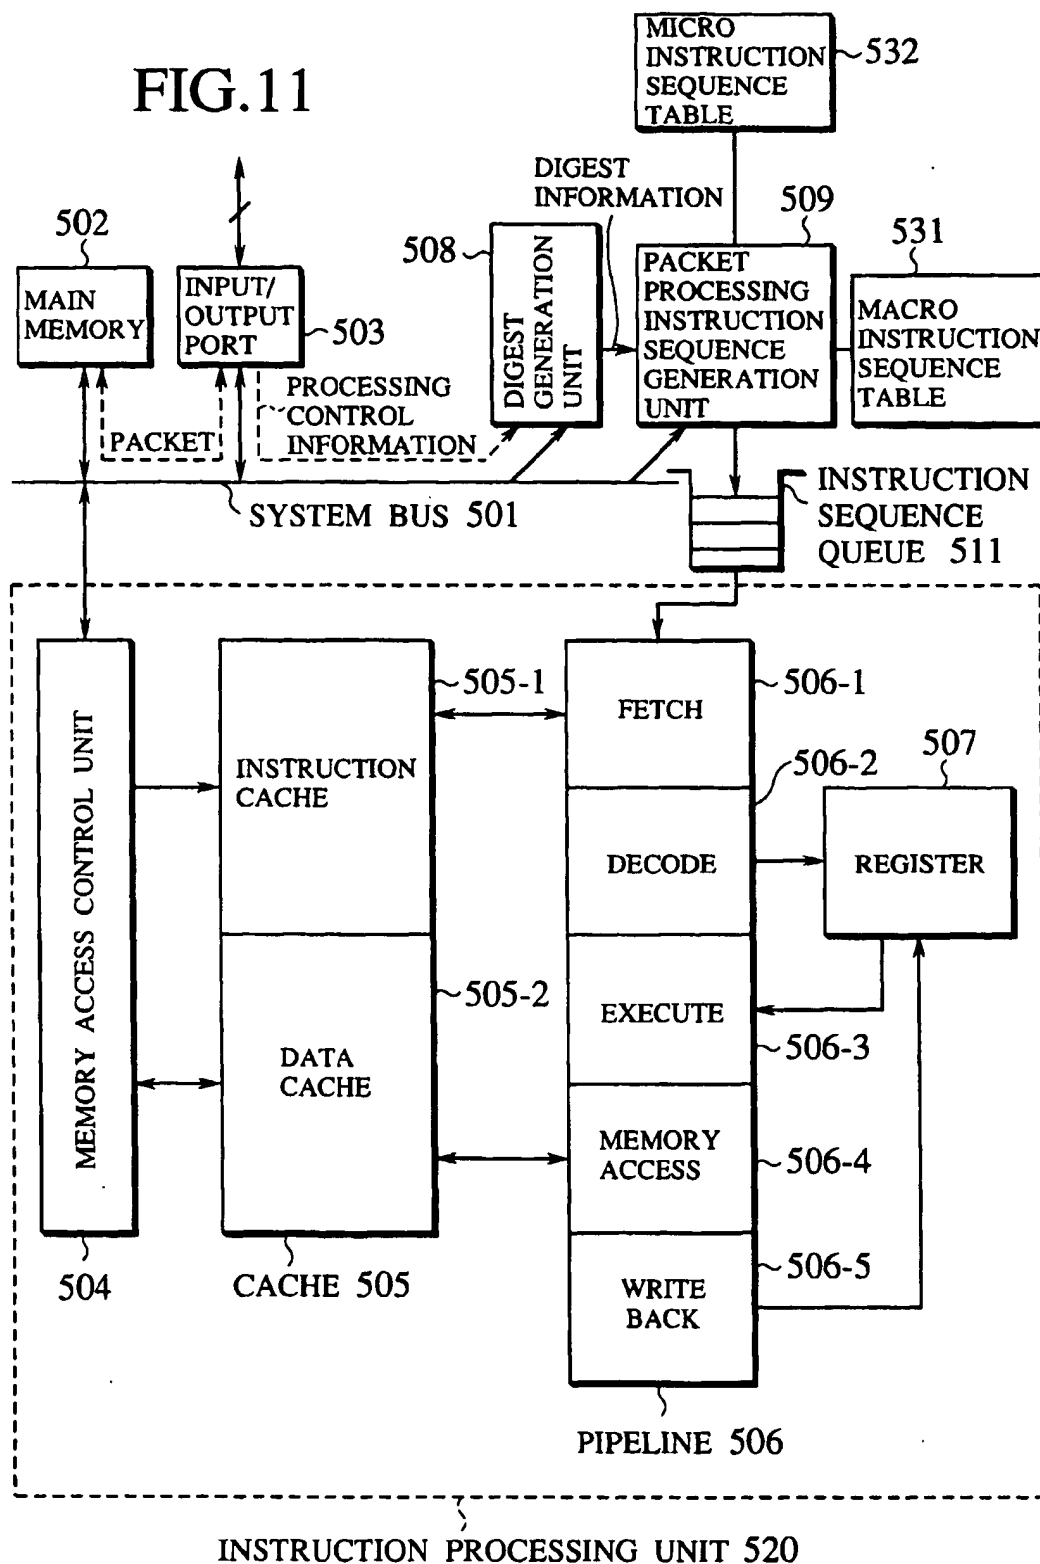 FIG.11
MICRO
INSTRUCTION
SEQUENCE
TABLE
532
DIGEST
INFORMATION
502
MAIN
MEMORY
INPUT/
OUTPUT
PORT
503
508
DIGEST
GENERATION
UNIT
509
PACKET
PROCESSING
INSTRUCTION
SEQUENCE
GENERATION
UNIT
531
MACRO
INSTRUCTION
SEQUENCE
TABLE
PROCESSING
CONTROL
INFORMATION
PACKET
SYSTEM BUS 501
INSTRUCTION
SEQUENCE
QUEUE 511
MEMORY ACCESS CONTROL UNIT
504
505-1
INSTRUCTION
CACHE
505-2
DATA
CACHE
CACHE 505
FETCH
506-1
506-2
DECODE
507
REGISTER
EXECUTE
506-3
MEMORY
ACCESS
506-4
506-5
WRITE
BACK
PIPELINE 506
INSTRUCTION PROCESSING UNIT 520